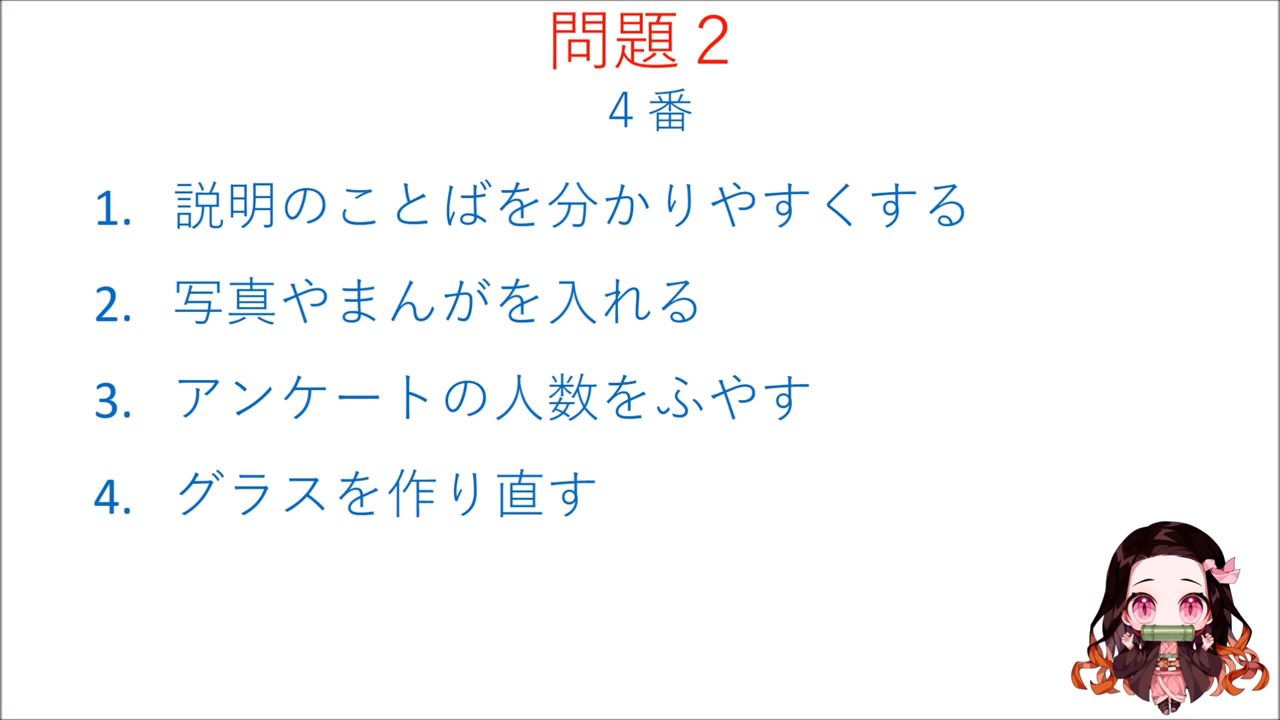 問題２
４番
1. 説明のことばを分かりやすくする
2. 写真やまんがを入れる
3. アンケートの人数をふやす
4. グラスを作り直す